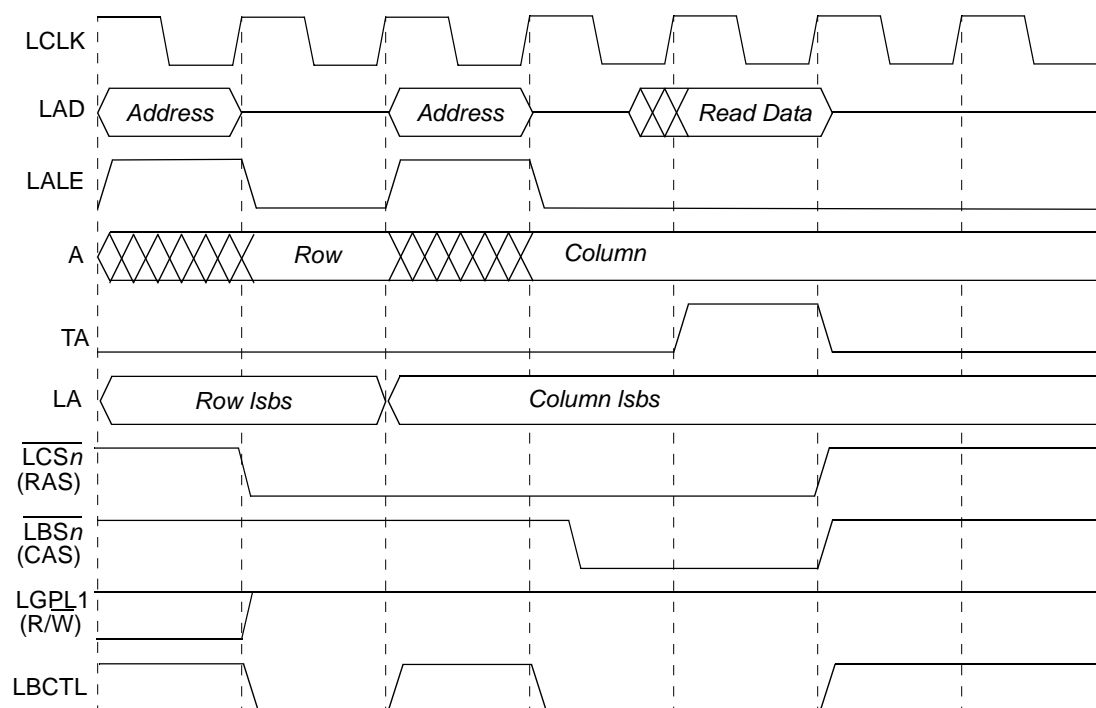 LCLK
LAD Address Address Read Data
LALE
A Row Column
TA
LA Row lsbs Column lsbs
LCSn
(RAS)
LBSn
(CAS)
LGPL1
(R/W)
LBCTL